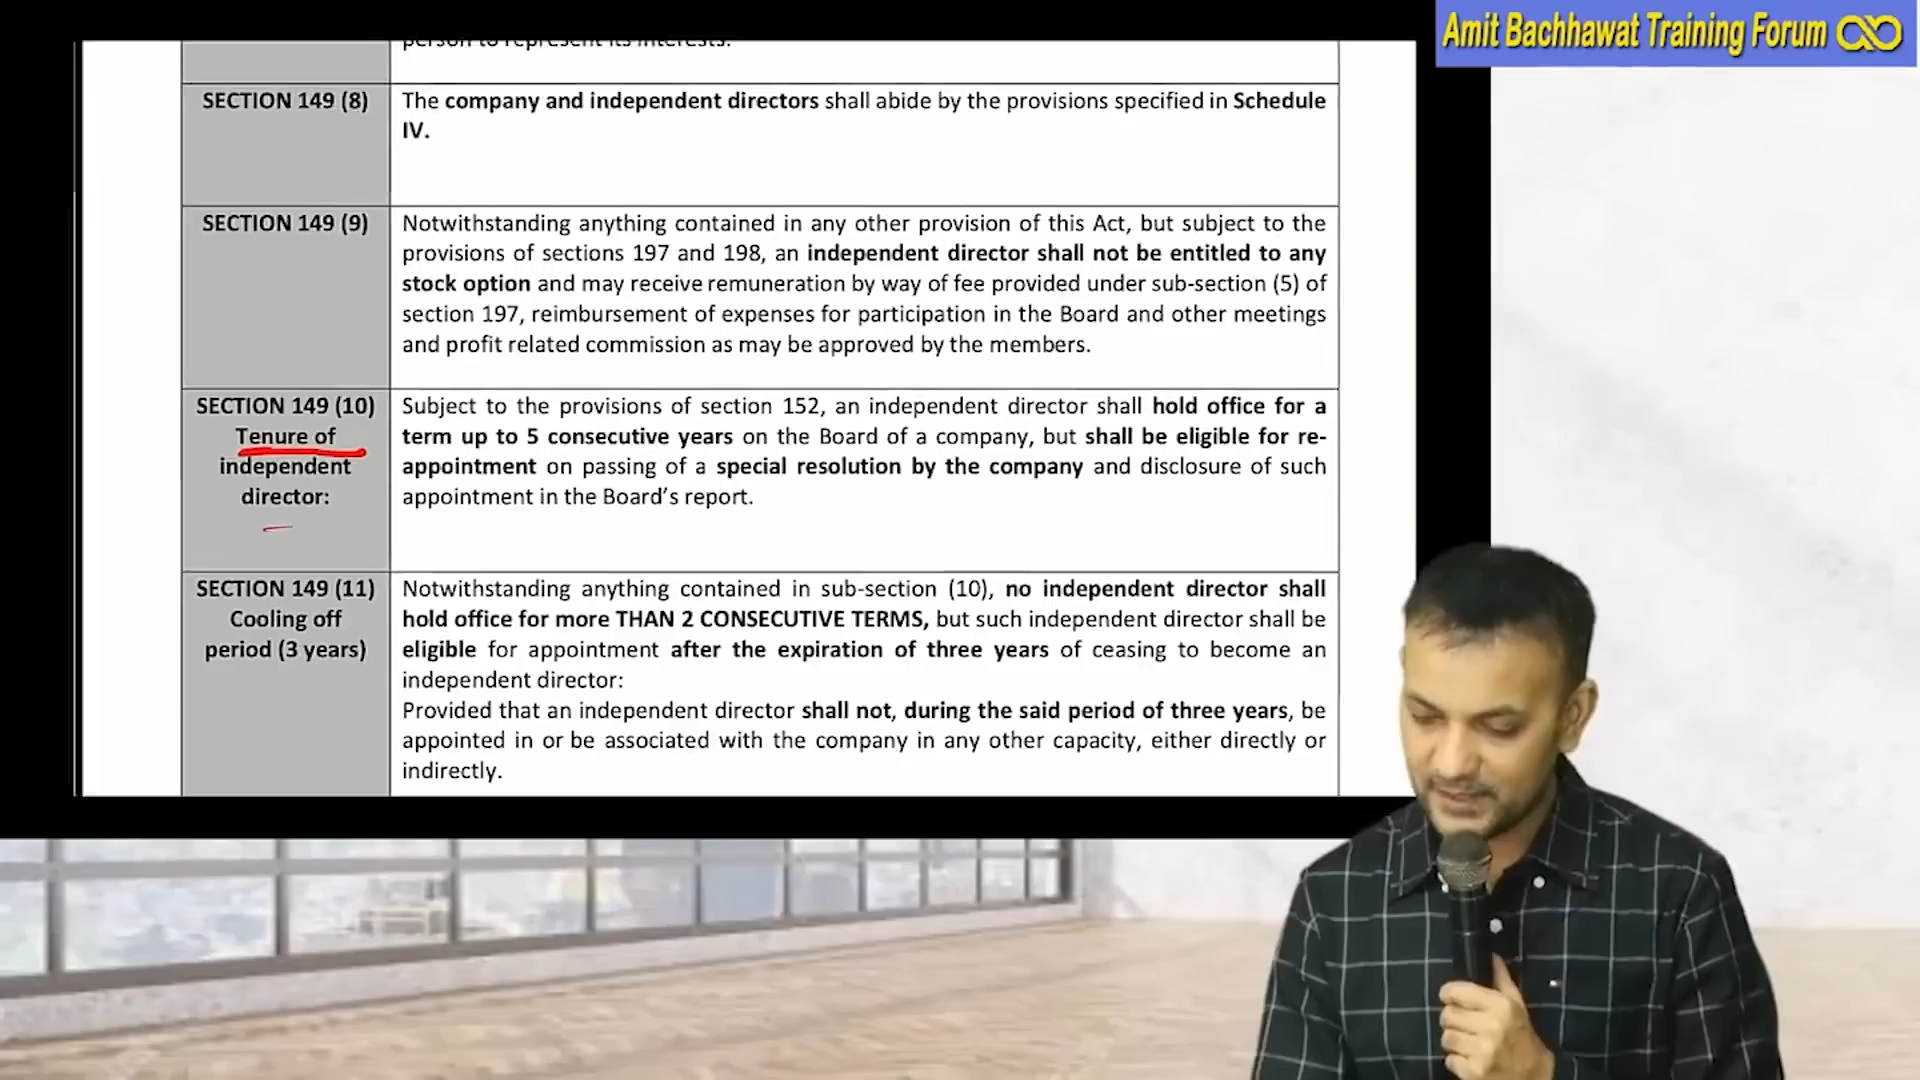 Amit Bachhawat Training Forum
person to represent its interests.
SECTION 149 (8)
The company and independent directors shall abide by the provisions specified in Schedule
IV.
SECTION 149 (9)
Notwithstanding anything contained in any other provision of this Act, but subject to the
provisions of sections 197 and 198, an independent director shall not be entitled to any
stock option and may receive remuneration by way of fee provided under sub-section (5) of
section 197, reimbursement of expenses for participation in the Board and other meetings
and profit related commission as may be approved by the members.
SECTION 149 (10)
Tenure of
independent
director:
Subject to the provisions of section 152, an independent director shall hold office for a
term up to 5 consecutive years on the Board of a company, but shall be eligible for re-
appointment on passing of a special resolution by the company and disclosure of such
appointment in the Board’s report.
SECTION 149 (11)
Cooling off
period (3 years)
Notwithstanding anything contained in sub-section (10), no independent director shall
hold office for more THAN 2 CONSECUTIVE TERMS, but such independent director shall be
eligible for appointment after the expiration of three years of ceasing to become an
independent director:
Provided that an independent director shall not, during the said period of three years, be
appointed in or be associated with the company in any other capacity, either directly or
indirectly.